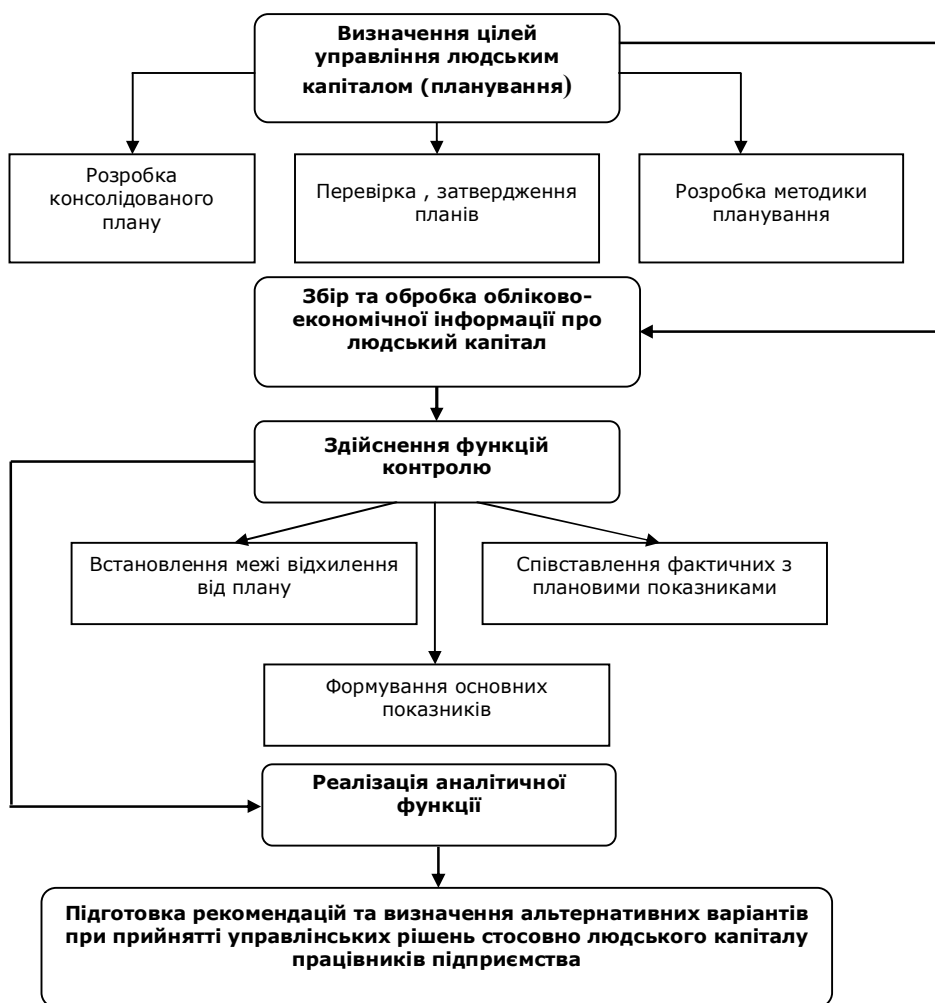 Визначення цілей
управління людським
капіталом (планування)
Розробка
консолідованого
плану
Перевірка , затвердження
планів
Розробка методики
планування
Збір та обробка обліково-
економічної інформації про
людський капітал
Здійснення функцій
контролю
Встановлення межі відхилення
від плану
Співставлення фактичних з
плановими показниками
Формування основних
показників
Реалізація аналітичної
функції
Підготовка рекомендацій та визначення альтернативних варіантів
при прийнятті управлінських рішень стосовно людського капіталу
працівників підприємства